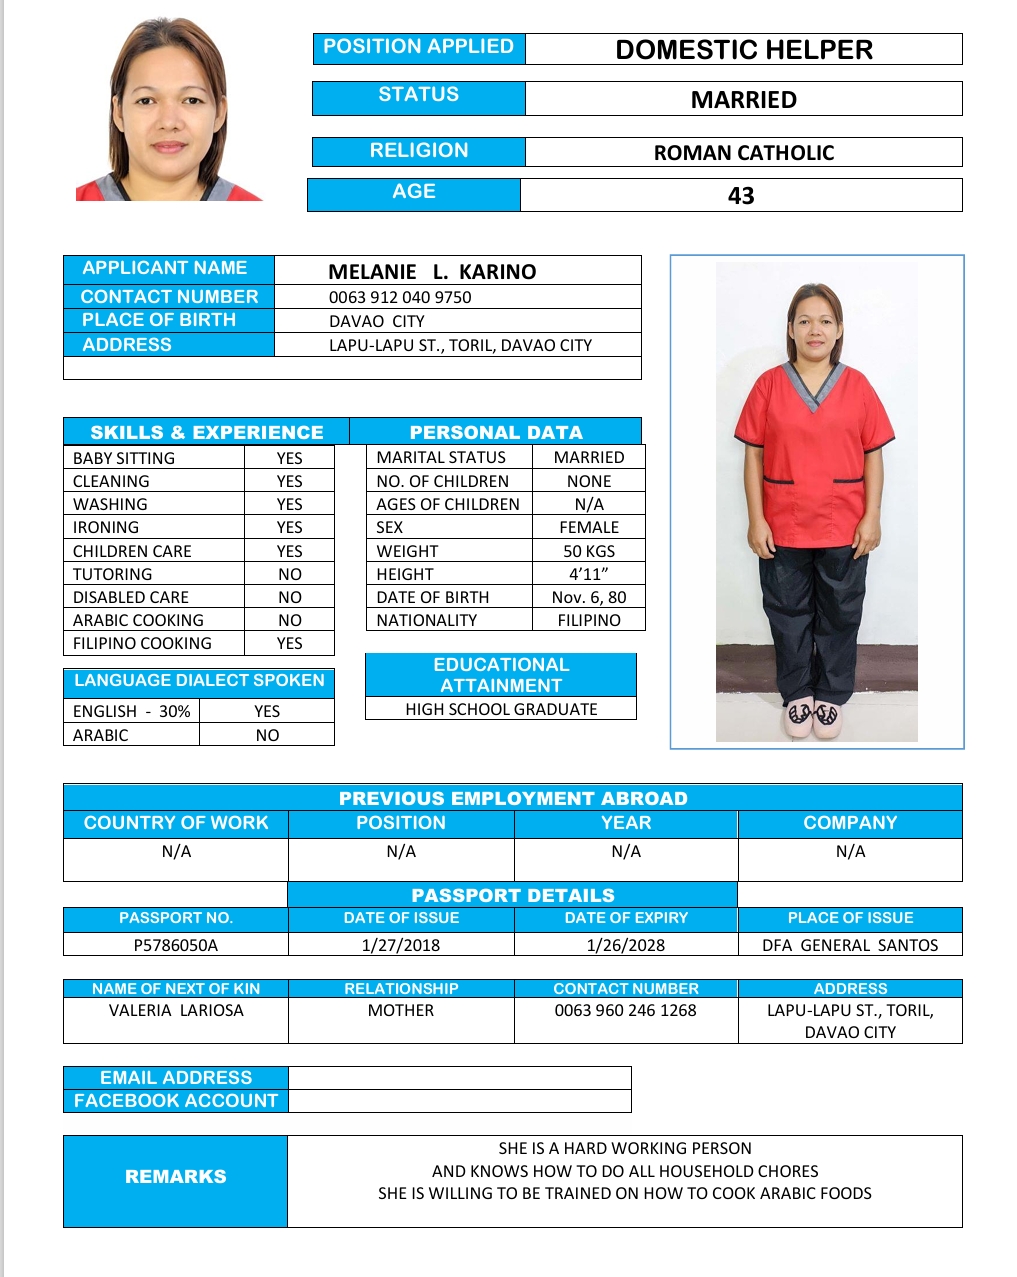 POSITION APPLIED DOMESTIC HELPER
STATUS MARRIED
RELIGION ROMAN CATHOLIC
AGE 43
APPLICANT NAME MELANIE L. KARINO
CONTACT NUMBER 0063 912 040 9750
PLACE OF BIRTH DAVAO CITY
ADDRESS LAPU-LAPU ST., TORIL, DAVAO CITY
SKILLS & EXPERIENCE
BABY SITTING YES
CLEANING YES
WASHING YES
IRONING YES
CHILDREN CARE YES
TUTORING NO
DISABLED CARE NO
ARABIC COOKING NO
FILIPINO COOKING YES
LANGUAGE DIALECT SPOKEN
ENGLISH - 30% YES
ARABIC NO
PERSONAL DATA
MARITAL STATUS MARRIED
NO. OF CHILDREN NONE
AGES OF CHILDREN N/A
SEX FEMALE
WEIGHT 50 KGS
HEIGHT 4’11”
DATE OF BIRTH Nov. 6, 80
NATIONALITY FILIPINO
EDUCATIONAL
ATTAINMENT
HIGH SCHOOL GRADUATE
PREVIOUS EMPLOYMENT ABROAD
COUNTRY OF WORK POSITION YEAR COMPANY
N/A N/A N/A N/A
PASSPORT DETAILS
PASSPORT NO. DATE OF ISSUE DATE OF EXPIRY PLACE OF ISSUE
P5786050A 1/27/2018 1/26/2028 DFA GENERAL SANTOS
NAME OF NEXT OF KIN RELATIONSHIP CONTACT NUMBER ADDRESS
VALERIA LARIOSA MOTHER 0063 960 246 1268 LAPU-LAPU ST., TORIL,
DAVAO CITY
EMAIL ADDRESS
FACEBOOK ACCOUNT
REMARKS
SHE IS A HARD WORKING PERSON
AND KNOWS HOW TO DO ALL HOUSEHOLD CHORES
SHE IS WILLING TO BE TRAINED ON HOW TO COOK ARABIC FOODS